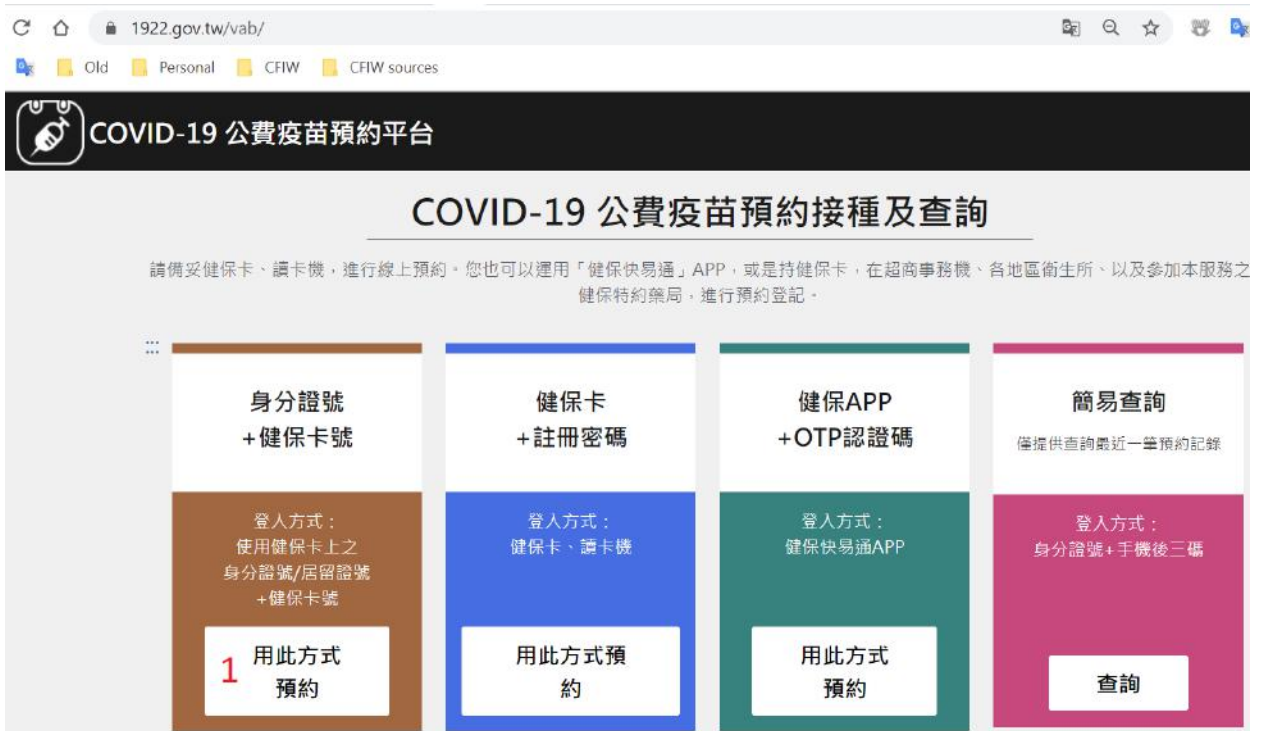 1922.gov.tw/vab/
Old Personal CFIW CFIW sources
COVID-19 公費疫苗預約平台
COVID-19 公費疫苗預約接種及查詢
請備妥健保卡、讀卡機，進行線上預約。您也可以運用「健保快易通」APP，或是持健保卡，在超商事務機、各地區衛生所、以及參加本服務之
健保特約藥局，進行預約登記。
身分證號
+健保卡號
登入方式：
使用健保卡上之
身分證號/居留證號
+健保卡號
1 用此方式
預約
健保卡
+註冊密碼
登入方式：
健保卡、讀卡機
用此方式預
約
健保APP
+OTP認證碼
登入方式：
健保快易通APP
用此方式
預約
簡易查詢
僅提供查詢最近一筆預約記錄
登入方式：
身分證號+手機後三碼
查詢